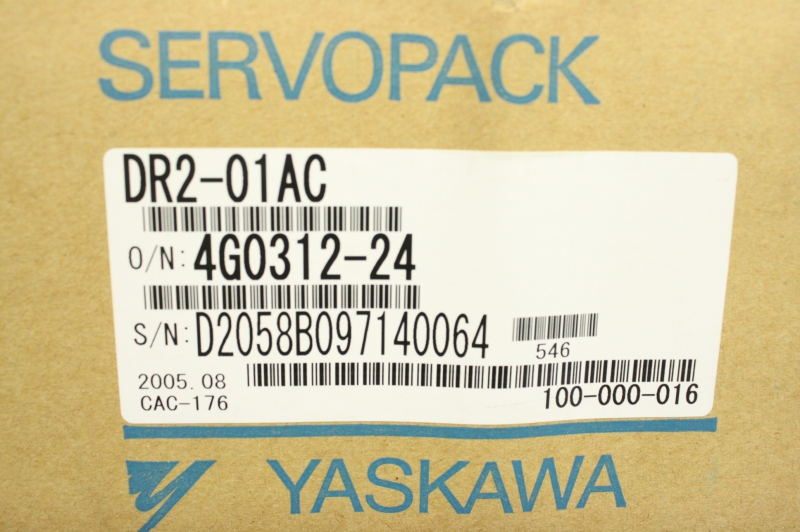 SERVOPACK
DR2-01AC
O/N: 4G0312-24
S/N: D2058B097140064
546
2005.08
CAC-176
100-000-016
YASKAWA